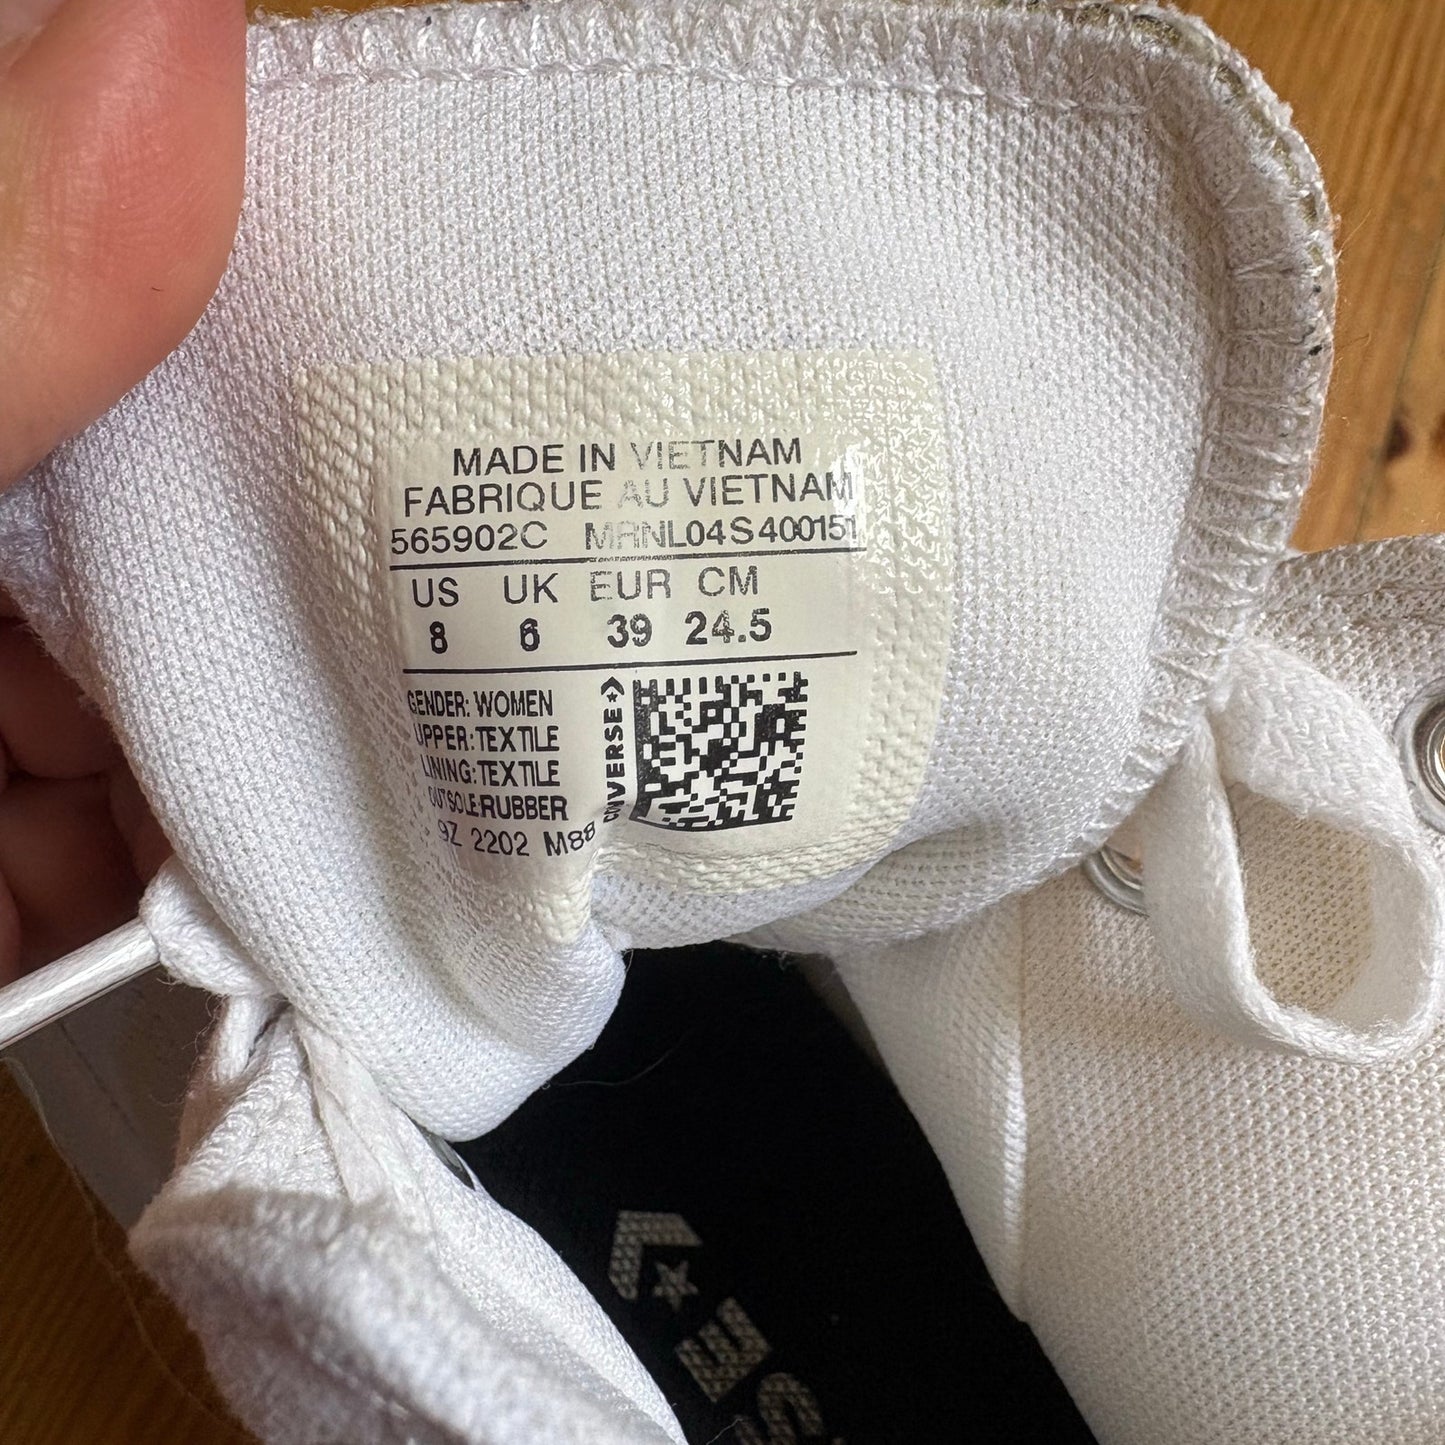 MADE IN VIETNAM
FABRIQUE AU VIETNAM
565902C MRNL04S400151
US UK EUR CM
8 6 39 24.5
GENDER: WOMEN
UPPER:TEXTILE
LINING:TEXTILE
OUTSOLE:RUBBER
9Z 2202 M88
CONVERSE